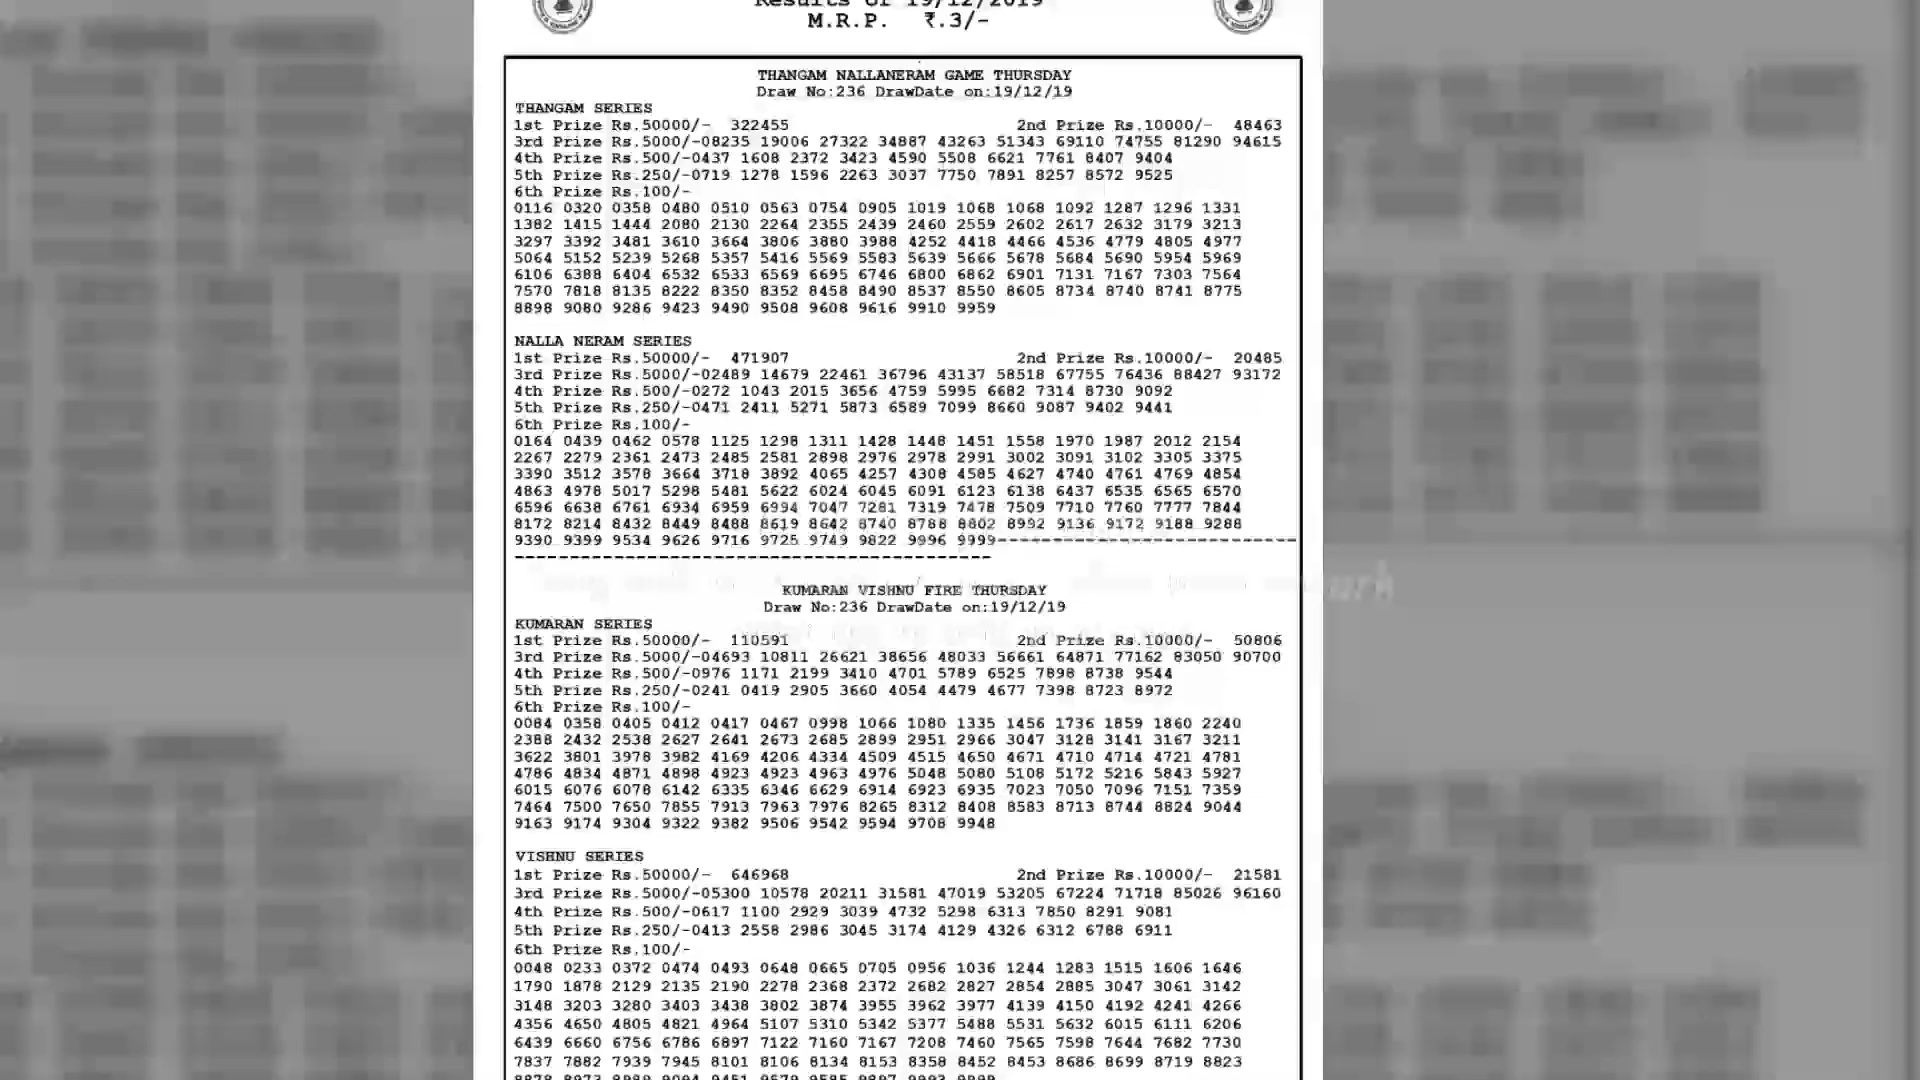 Results of 19/12/2019
M.R.P. ₹.3/-
THANGAM NALLANERAM GAME THURSDAY
Draw No:236 DrawDate on:19/12/19
THANGAM SERIES
1st Prize Rs.50000/- 322455 2nd Prize Rs.10000/- 48463
3rd Prize Rs.5000/-08235 19006 27322 34887 43263 51343 69110 74755 81290 94615
4th Prize Rs.500/-0437 1608 2372 3423 4590 5508 6621 7761 8407 9404
5th Prize Rs.250/-0719 1278 1596 2263 3037 7750 7891 8257 8572 9525
6th Prize Rs.100/-
0116 0320 0358 0480 0510 0563 0754 0905 1019 1068 1068 1092 1287 1296 1331
1382 1415 1444 2080 2130 2264 2355 2439 2460 2559 2602 2617 2632 3179 3213
3297 3392 3481 3610 3664 3806 3880 3988 4252 4418 4466 4536 4779 4805 4977
5064 5152 5239 5268 5357 5416 5569 5583 5639 5666 5678 5684 5690 5954 5969
6106 6388 6404 6532 6533 6569 6695 6746 6800 6862 6901 7131 7167 7303 7564
7570 7818 8135 8222 8350 8352 8458 8490 8537 8550 8605 8734 8740 8741 8775
8898 9080 9286 9423 9490 9508 9608 9616 9910 9959
NALLA NERAM SERIES
1st Prize Rs.50000/- 471907 2nd Prize Rs.10000/- 20485
3rd Prize Rs.5000/-02489 14679 22461 36796 43137 58518 67755 76436 88427 93172
4th Prize Rs.500/-0272 1043 2015 3656 4759 5995 6682 7314 8730 9092
5th Prize Rs.250/-0471 2411 5271 5873 6589 7099 8660 9087 9402 9441
6th Prize Rs.100/-
0164 0439 0462 0578 1125 1298 1311 1428 1448 1451 1558 1970 1987 2012 2154
2267 2279 2361 2473 2485 2581 2898 2976 2978 2991 3002 3091 3102 3305 3375
3390 3512 3578 3664 3718 3892 4065 4257 4308 4585 4627 4740 4761 4769 4854
4863 4978 5017 5298 5481 5622 6024 6045 6091 6123 6138 6437 6535 6565 6570
6596 6638 6761 6934 6959 6994 7047 7281 7319 7478 7509 7710 7760 7777 7844
8172 8214 8432 8449 8488 8619 8642 8740 8788 8802 8992 9136 9172 9188 9288
9390 9399 9534 9626 9716 9725 9749 9822 9996 9999
KUMARAN VISHNU FIRE THURSDAY
Draw No:236 DrawDate on:19/12/19
KUMARAN SERIES
1st Prize Rs.50000/- 110591 2nd Prize Rs.10000/- 50806
3rd Prize Rs.5000/-04693 10811 26621 38656 48033 56661 64871 77162 83050 90700
4th Prize Rs.500/-0976 1171 2199 3410 4701 5789 6525 7898 8738 9544
5th Prize Rs.250/-0241 0419 2905 3660 4054 4479 4677 7398 8723 8972
6th Prize Rs.100/-
0084 0358 0405 0412 0417 0467 0998 1066 1080 1335 1456 1736 1859 1860 2240
2388 2432 2538 2627 2641 2673 2685 2899 2951 2966 3047 3128 3141 3167 3211
3622 3801 3978 3982 4169 4206 4334 4509 4515 4650 4671 4710 4714 4721 4781
4786 4834 4871 4898 4923 4923 4963 4976 5048 5080 5108 5172 5216 5843 5927
6015 6076 6078 6142 6335 6346 6629 6914 6923 6935 7023 7050 7096 7151 7359
7464 7500 7650 7855 7913 7963 7976 8265 8312 8408 8583 8713 8744 8824 9044
9163 9174 9304 9322 9382 9506 9542 9594 9708 9948
VISHNU SERIES
1st Prize Rs.50000/- 646968 2nd Prize Rs.10000/- 21581
3rd Prize Rs.5000/-05300 10578 20211 31581 47019 53205 67224 71718 85026 96160
4th Prize Rs.500/-0617 1100 2929 3039 4732 5298 6313 7850 8291 9081
5th Prize Rs.250/-0413 2558 2986 3045 3174 4129 4326 6312 6788 6911
6th Prize Rs.100/-
0048 0233 0372 0474 0493 0648 0665 0705 0956 1036 1244 1283 1515 1606 1646
1790 1878 2129 2135 2190 2278 2368 2372 2682 2827 2854 2885 3047 3061 3142
3148 3203 3280 3403 3438 3802 3874 3955 3962 3977 4139 4150 4192 4241 4266
4356 4650 4805 4821 4964 5107 5310 5342 5377 5488 5531 5632 6015 6111 6206
6439 6660 6756 6786 6897 7122 7160 7167 7208 7460 7565 7598 7644 7682 7730
7837 7882 7939 7945 8101 8106 8134 8153 8358 8452 8453 8686 8699 8719 8823